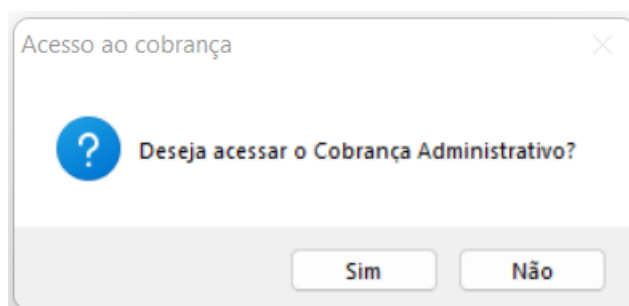 Acesso ao cobrança
?
Deseja acessar o Cobrança Administrativo?
Sim Não